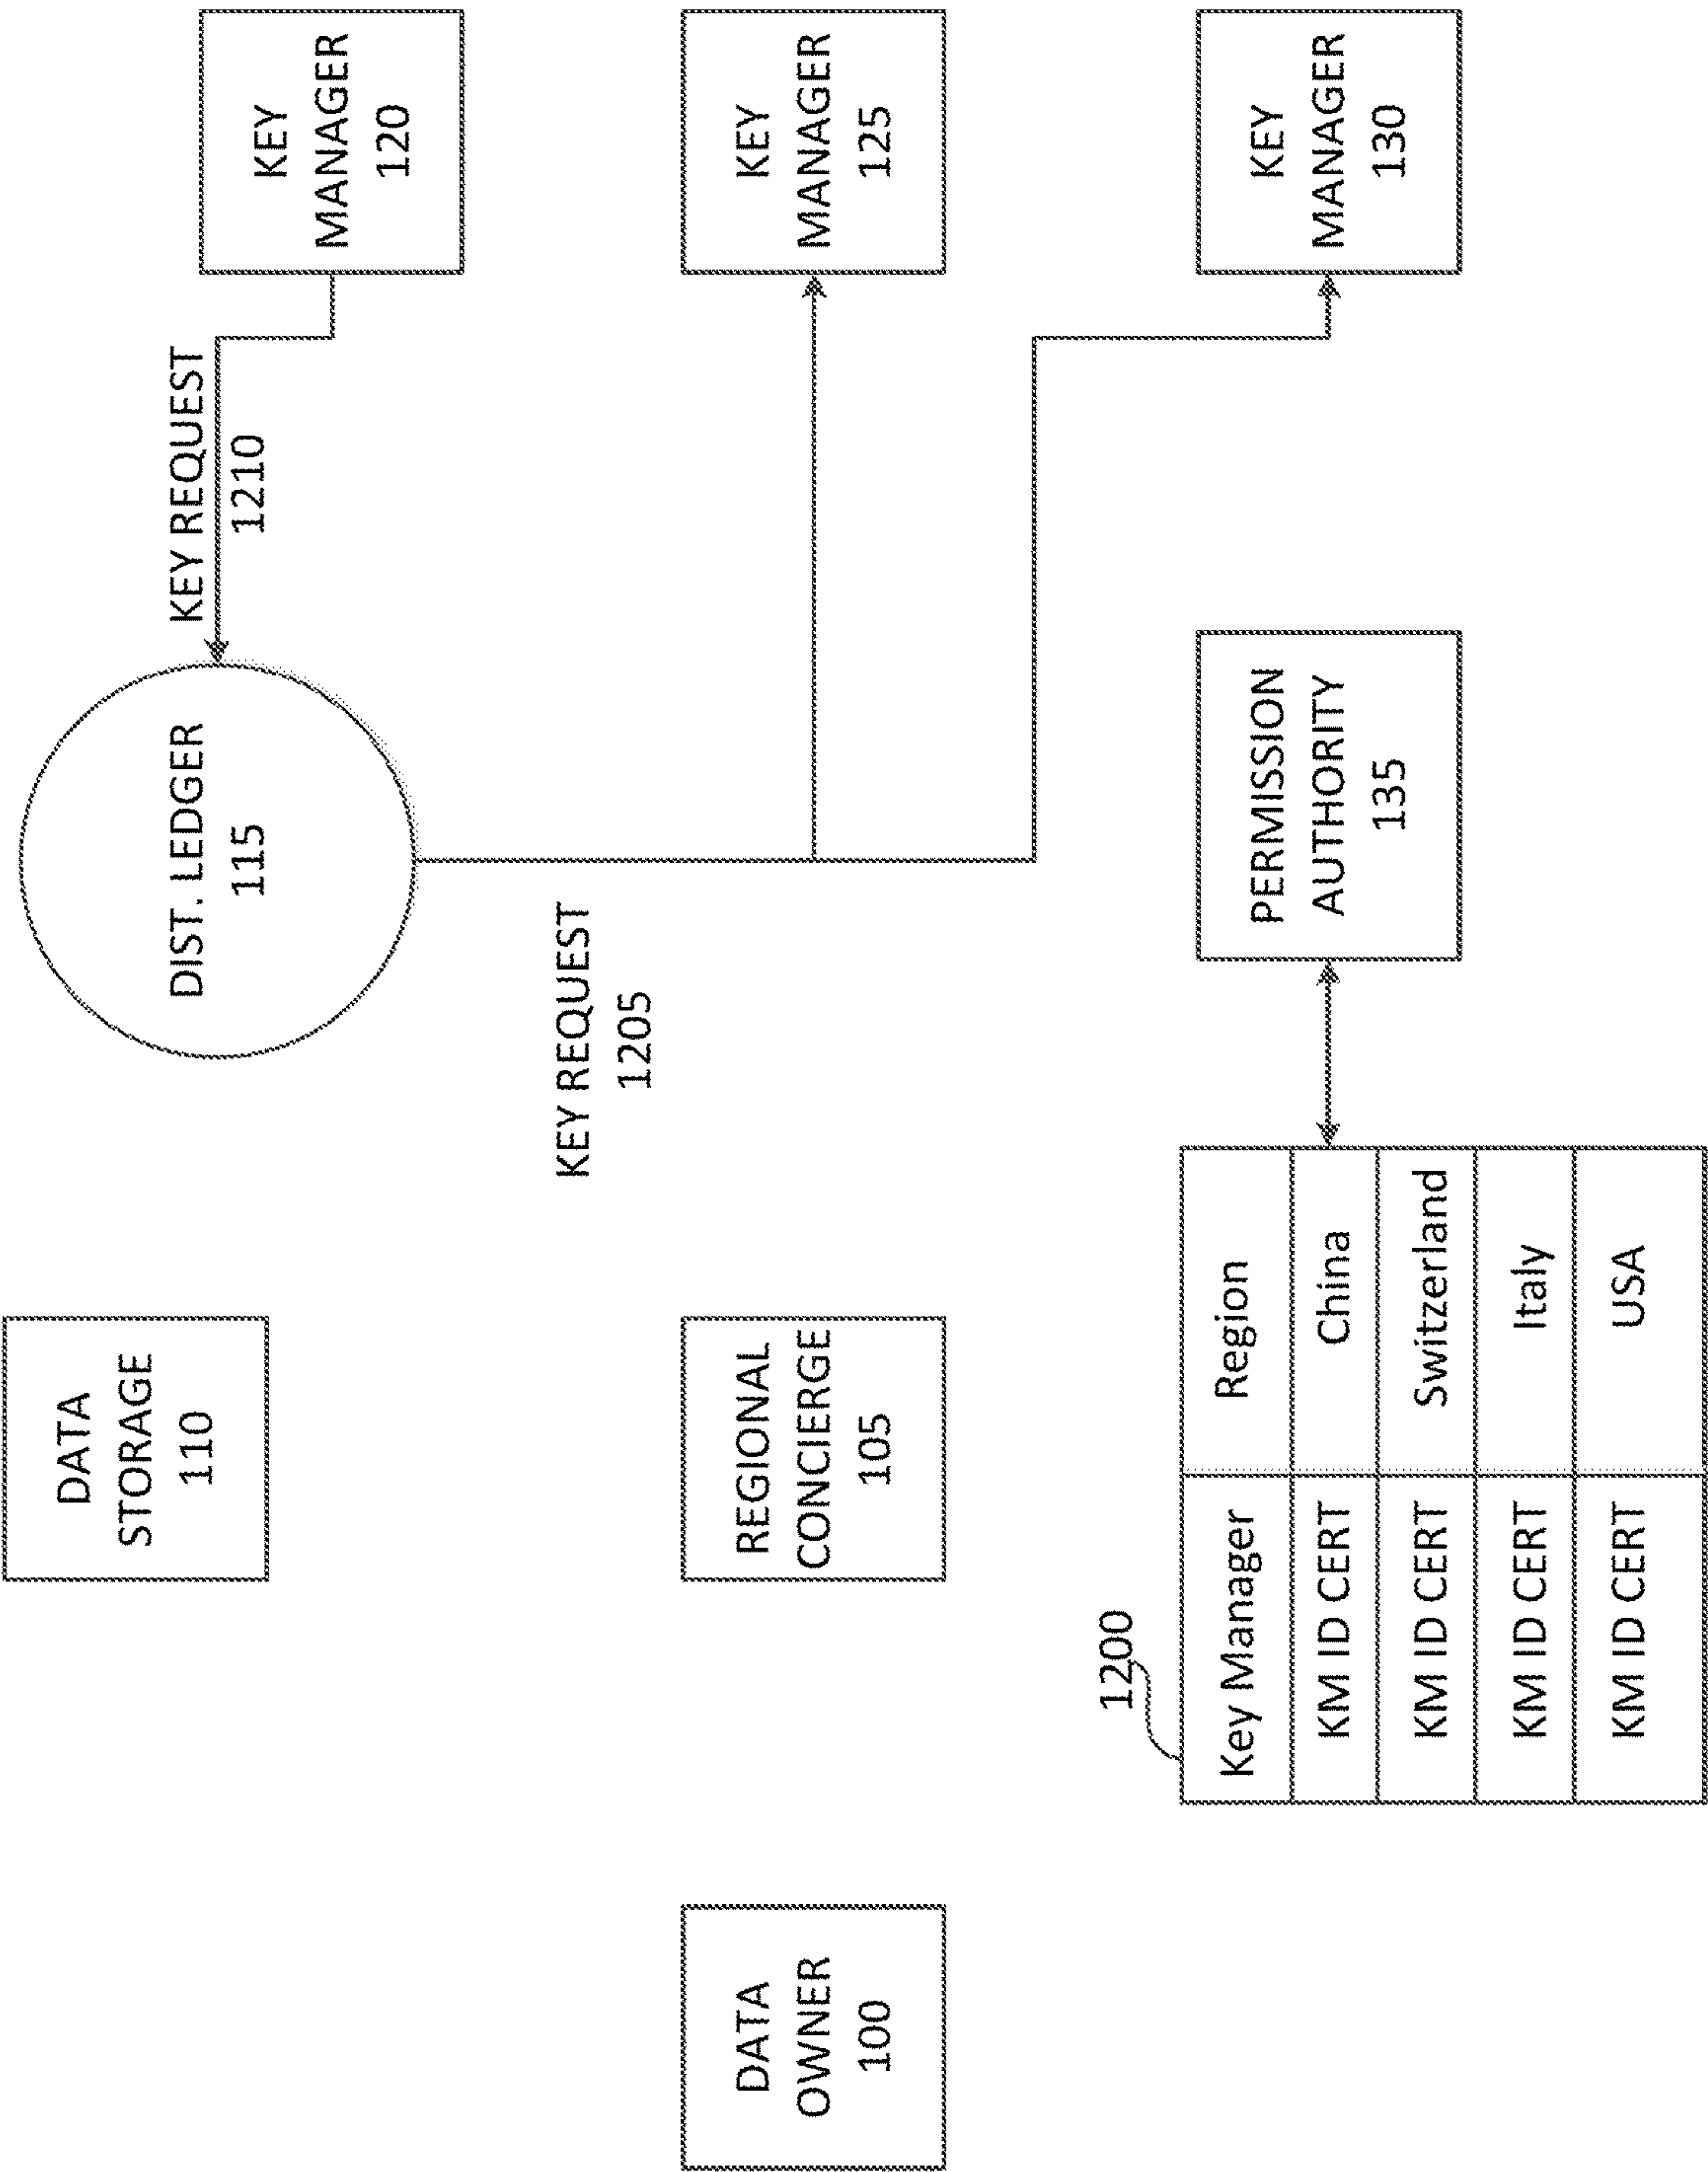 DATA
STORAGE
110
DIST. LEDGER
115
KEY REQUEST
1210
KEY
MANAGER
120
KEY REQUEST
1205
DATA
OWNER
100
REGIONAL
CONCIERGE
105
KEY
MANAGER
125
1200
Key Manager Region
KM ID CERT China
KM ID CERT Switzerland
KM ID CERT Italy
KM ID CERT USA
PERMISSION
AUTHORITY
135
KEY
MANAGER
130